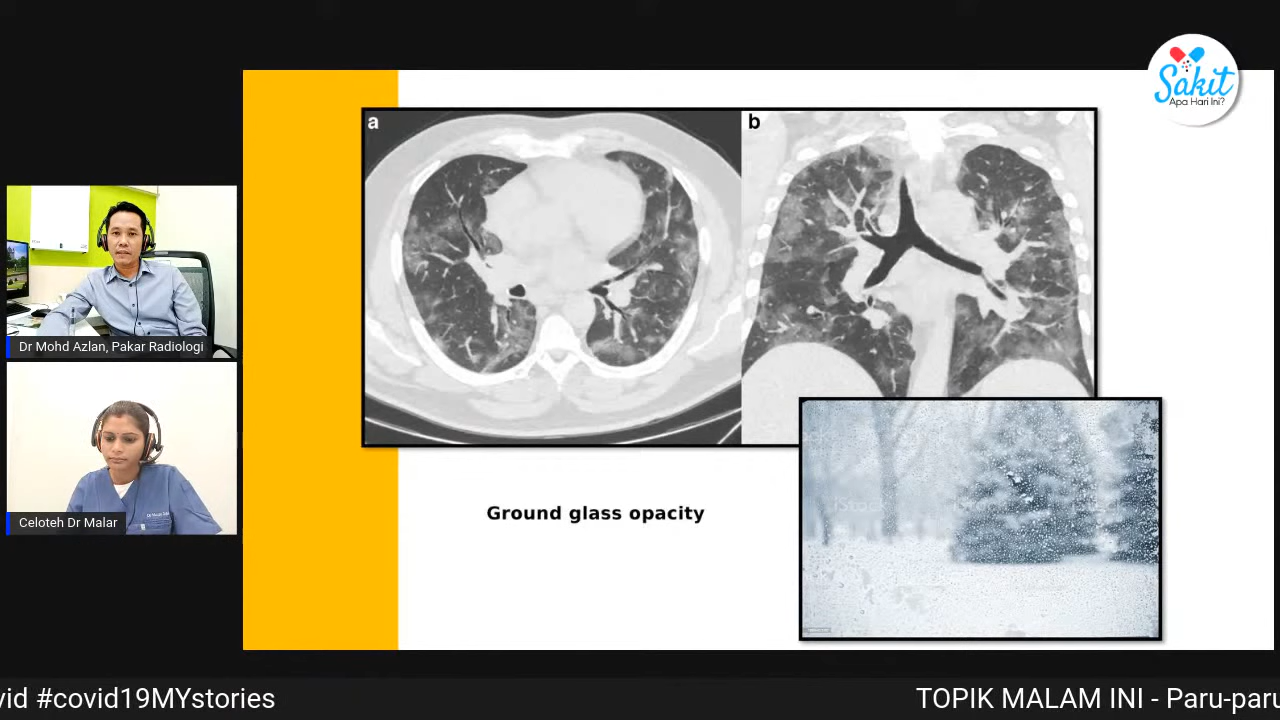 Sakit
Apa Hari Ini?
a
b
Dr Mohd Azlan, Pakar Radiologi
Celoteh Dr Malar
Ground glass opacity
#covid19MYstories
TOPIK MALAM INI - Paru-paru